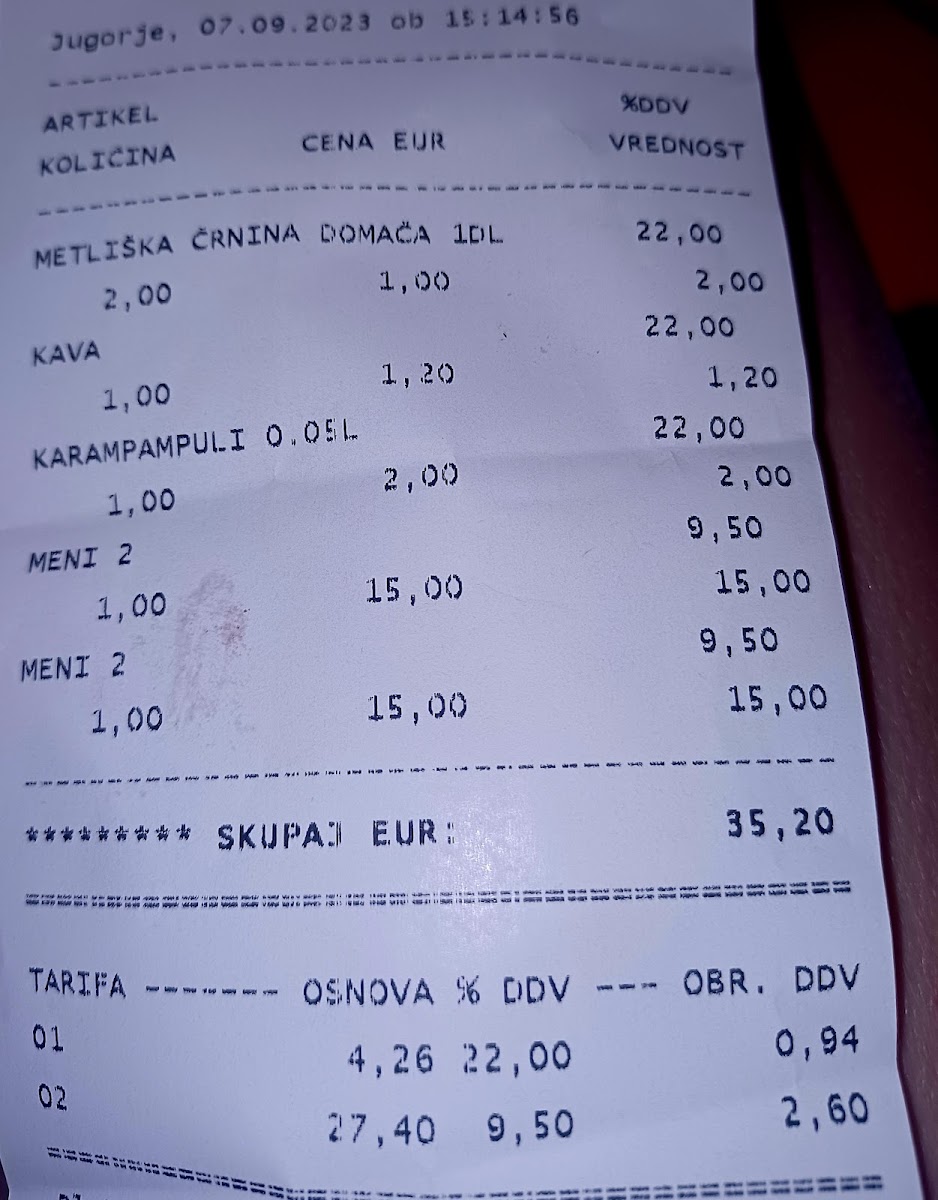 Jugorje, 07.09.2023 ob 15:14:56
ARTIKEL %DDV
KOLIČINA CENA EUR VREDNOST
METLIŠKA ČRNINA DOMAČA 1DL 22,00
2,00 1,00 2,00
KAVA 22,00
1,00 1,20 1,20
KARAMPAMPULI 0.05L 22,00
1,00 2,00 2,00
MENI 2 9,50
1,00 15,00 15,00
MENI 2 9,50
1,00 15,00 15,00
********* SKUPAJ EUR: 35,20
TARIFA ------- OSNOVA % DDV --- OBR. DDV
01 4,26 22,00 0,94
02 27,40 9,50 2,60